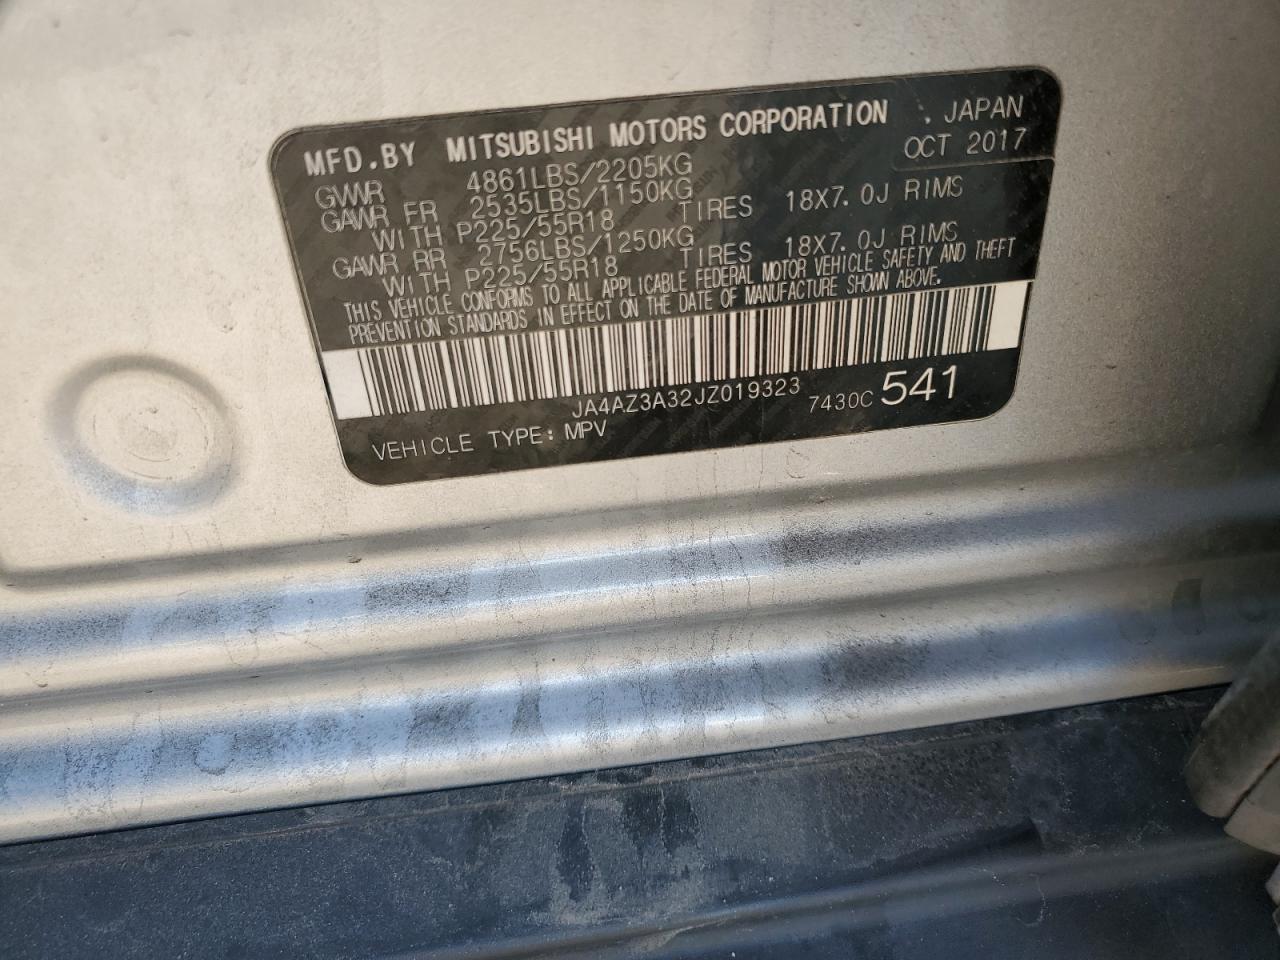 MFD.BY MITSUBISHI MOTORS CORPORATION , JAPAN
OCT 2017
GVWR 4861LBS/2205KG
GAWR FR 2535LBS/1150KG
WITH P225/55R18 TIRES 18X7.0J RIMS
GAWR RR 2756LBS/1250KG
WITH P225/55R18 TIRES 18X7.0J RIMS
THIS VEHICLE CONFORMS TO ALL APPLICABLE FEDERAL MOTOR VEHICLE SAFETY AND THEFT
PREVENTION STANDARDS IN EFFECT ON THE DATE OF MANUFACTURE SHOWN ABOVE.
JA4AZ3A32JZ019323
7430C 541
VEHICLE TYPE: MPV